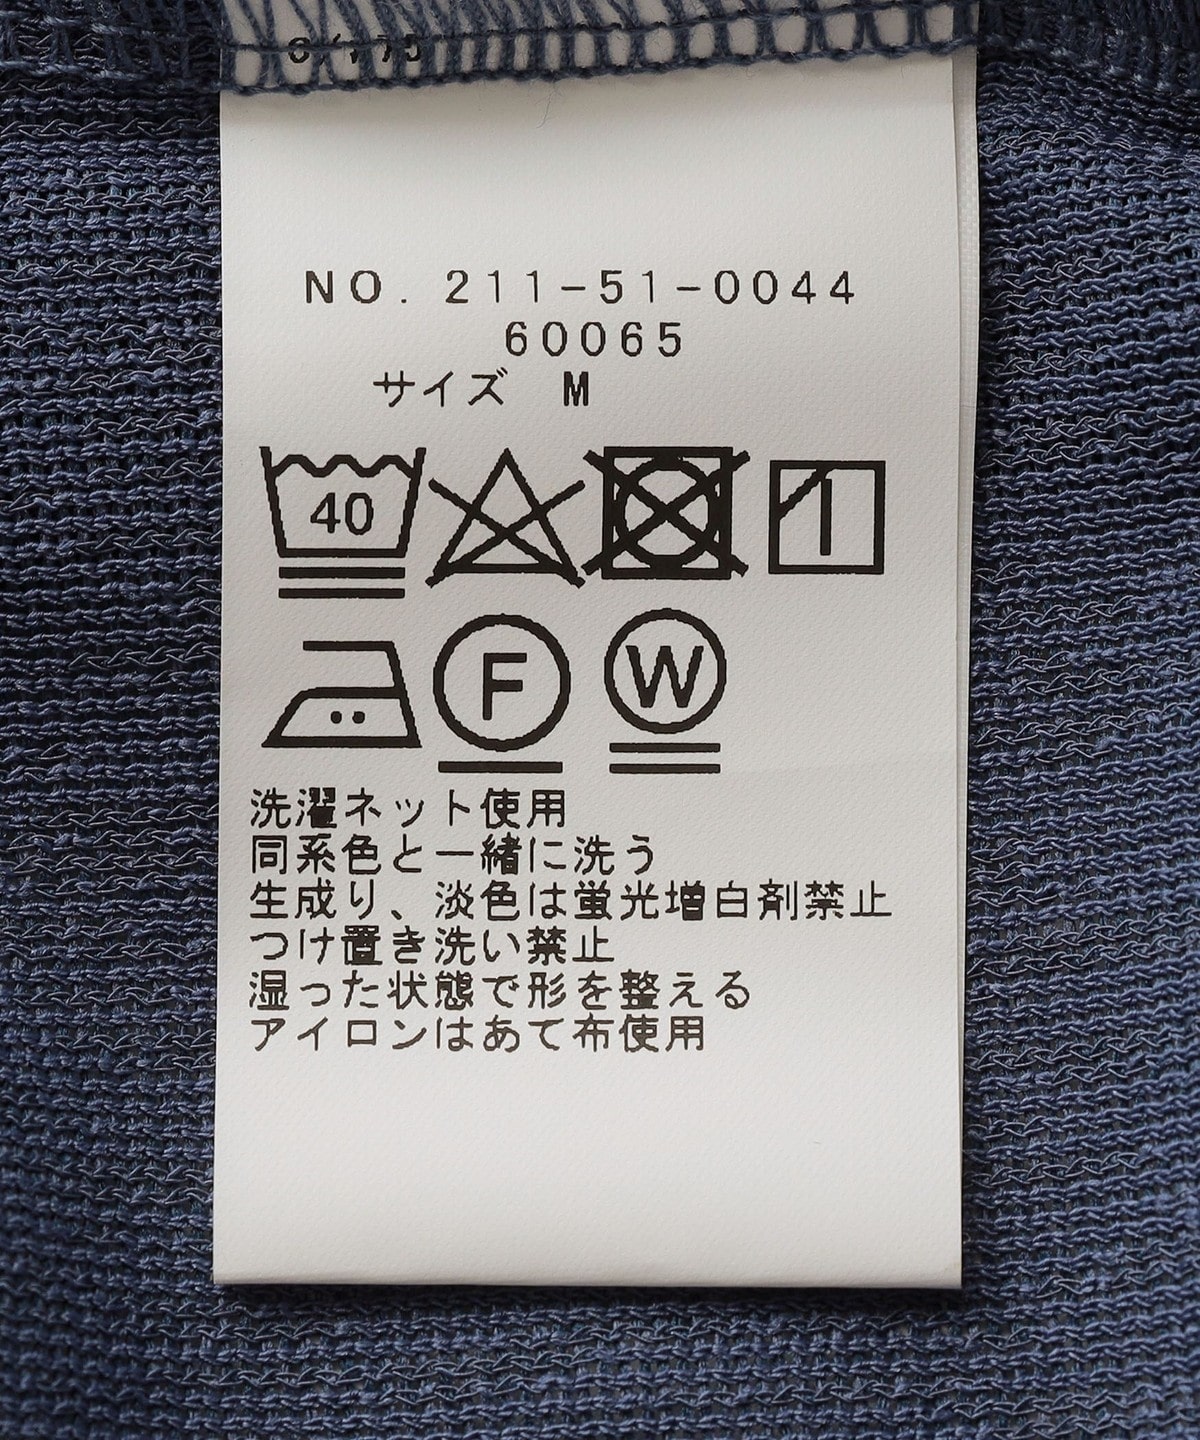 NO. 211-51-0044
60065
サイズ M
40
F W
洗濯ネット使用
同系色と一緒に洗う
生成り、淡色は蛍光増白剤禁止
つけ置き洗い禁止
湿った状態で形を整える
アイロンはあて布使用